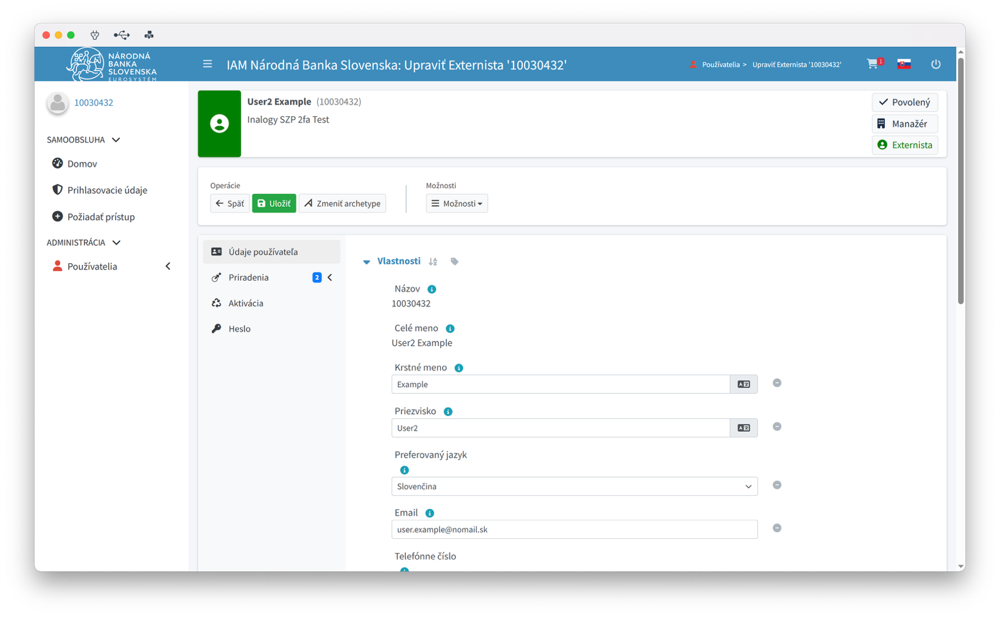 NÁRODNÁ
BANKA
SLOVENSKA
EUROSYSTÉM
IAM Národná Banka Slovenska: Upraviť Externista '10030432'
Používatelia > Upraviť Externista '10030432'
1
10030432
SAMOOBSLUHA
Domov
Prihlasovacie údaje
Požiadať prístup
ADMINISTRÁCIA
Používatelia
User2 Example (10030432)
Inalogy SZP 2fa Test
Povolený
Manažér
Externista
Operácie
Späť
Uložiť
Zmeniť archetype
Možnosti
Možnosti
Údaje používateľa
Priradenia 2
Aktivácia
Heslo
Vlastnosti
Názov
10030432
Celé meno
User2 Example
Krstné meno
Example
Priezvisko
User2
Preferovaný jazyk
Slovenčina
Email
user.example@nomail.sk
Telefónne číslo